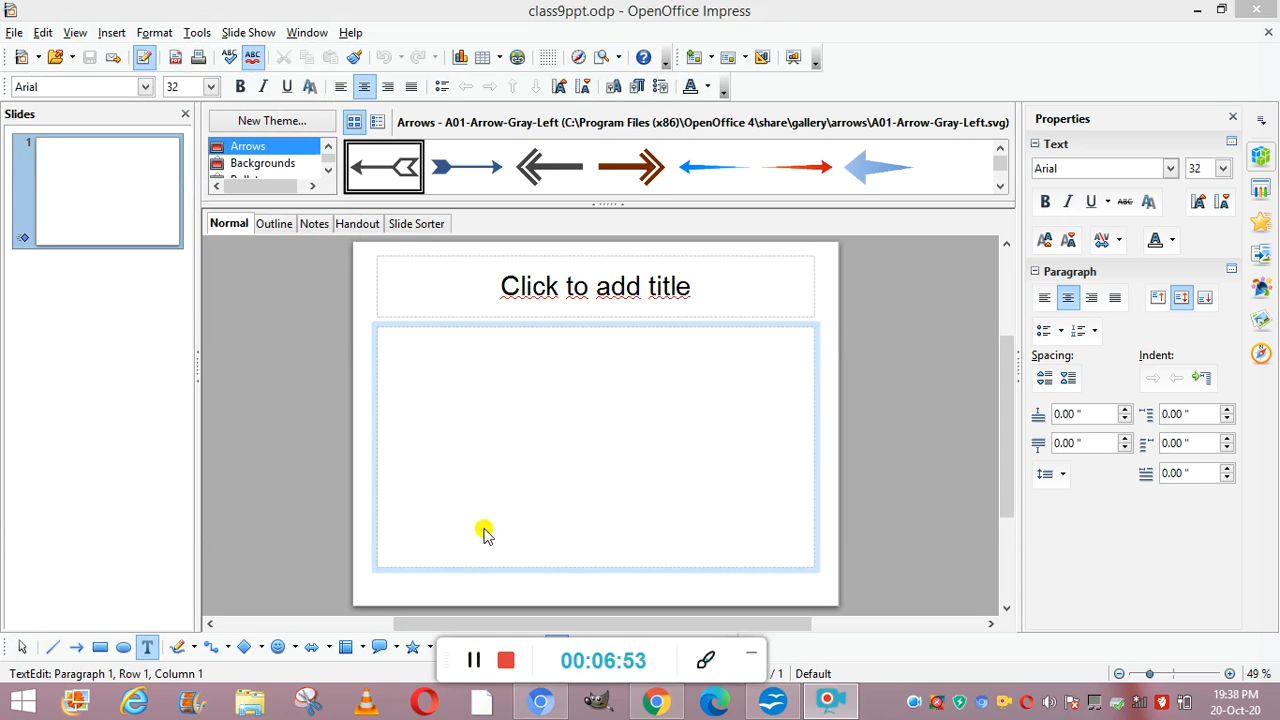 class9ppt.odp - OpenOffice Impress
File Edit View Insert Format Tools Slide Show Window Help
Arial 32
Slides
New Theme... Arrows - A01-Arrow-Gray-Left (C:\Program Files (x86)\OpenOffice 4\share\gallery\arrows\A01-Arrow-Gray-Left.svg)
Arrows
Backgrounds
Normal Outline Notes Handout Slide Sorter
1
Click to add title
Properties
Text
Arial 32
Paragraph
Spacing: Indent:
0.00 " 0.00 "
0.00 " 0.00 "
0.00 "
00:06:53
TextEdit: Paragraph 1, Row 1, Column 1 / 1 Default 49 %
19:38 PM
20-Oct-20